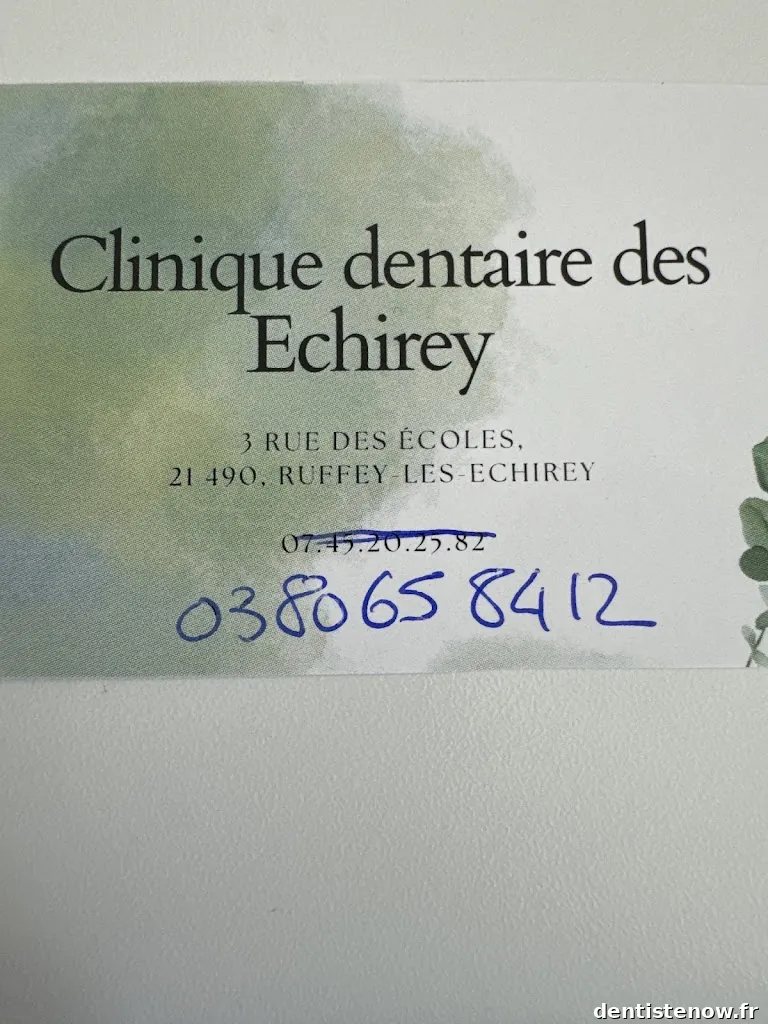 Clinique dentaire des
Echirey
3 RUE DES ÉCOLES,
21 490, RUFFEY-LES-ECHIREY
07.45.20.25.82
0380658412
dentistenow.fr